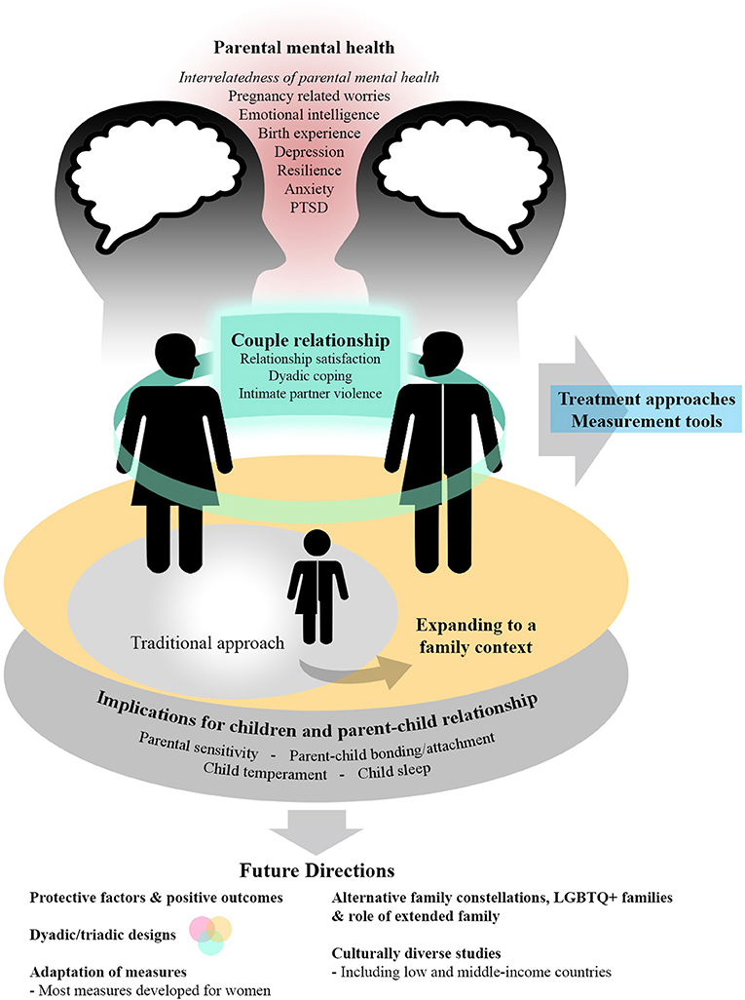 Parental mental health
Interrelatedness of parental mental health
Pregnancy related worries
Emotional intelligence
Birth experience
Depression
Resilience
Anxiety
PTSD
Couple relationship
Relationship satisfaction
Dyadic coping
Intimate partner violence
Treatment approaches
Measurement tools
Traditional approach
Expanding to a
family context
Implications for children and parent-child relationship
Parental sensitivity - Parent-child bonding/attachment
Child temperament - Child sleep
Future Directions
Protective factors & positive outcomes
Dyadic/triadic designs
Adaptation of measures
- Most measures developed for women
Alternative family constellations, LGBTQ+ families
& role of extended family
Culturally diverse studies
- Including low and middle-income countries